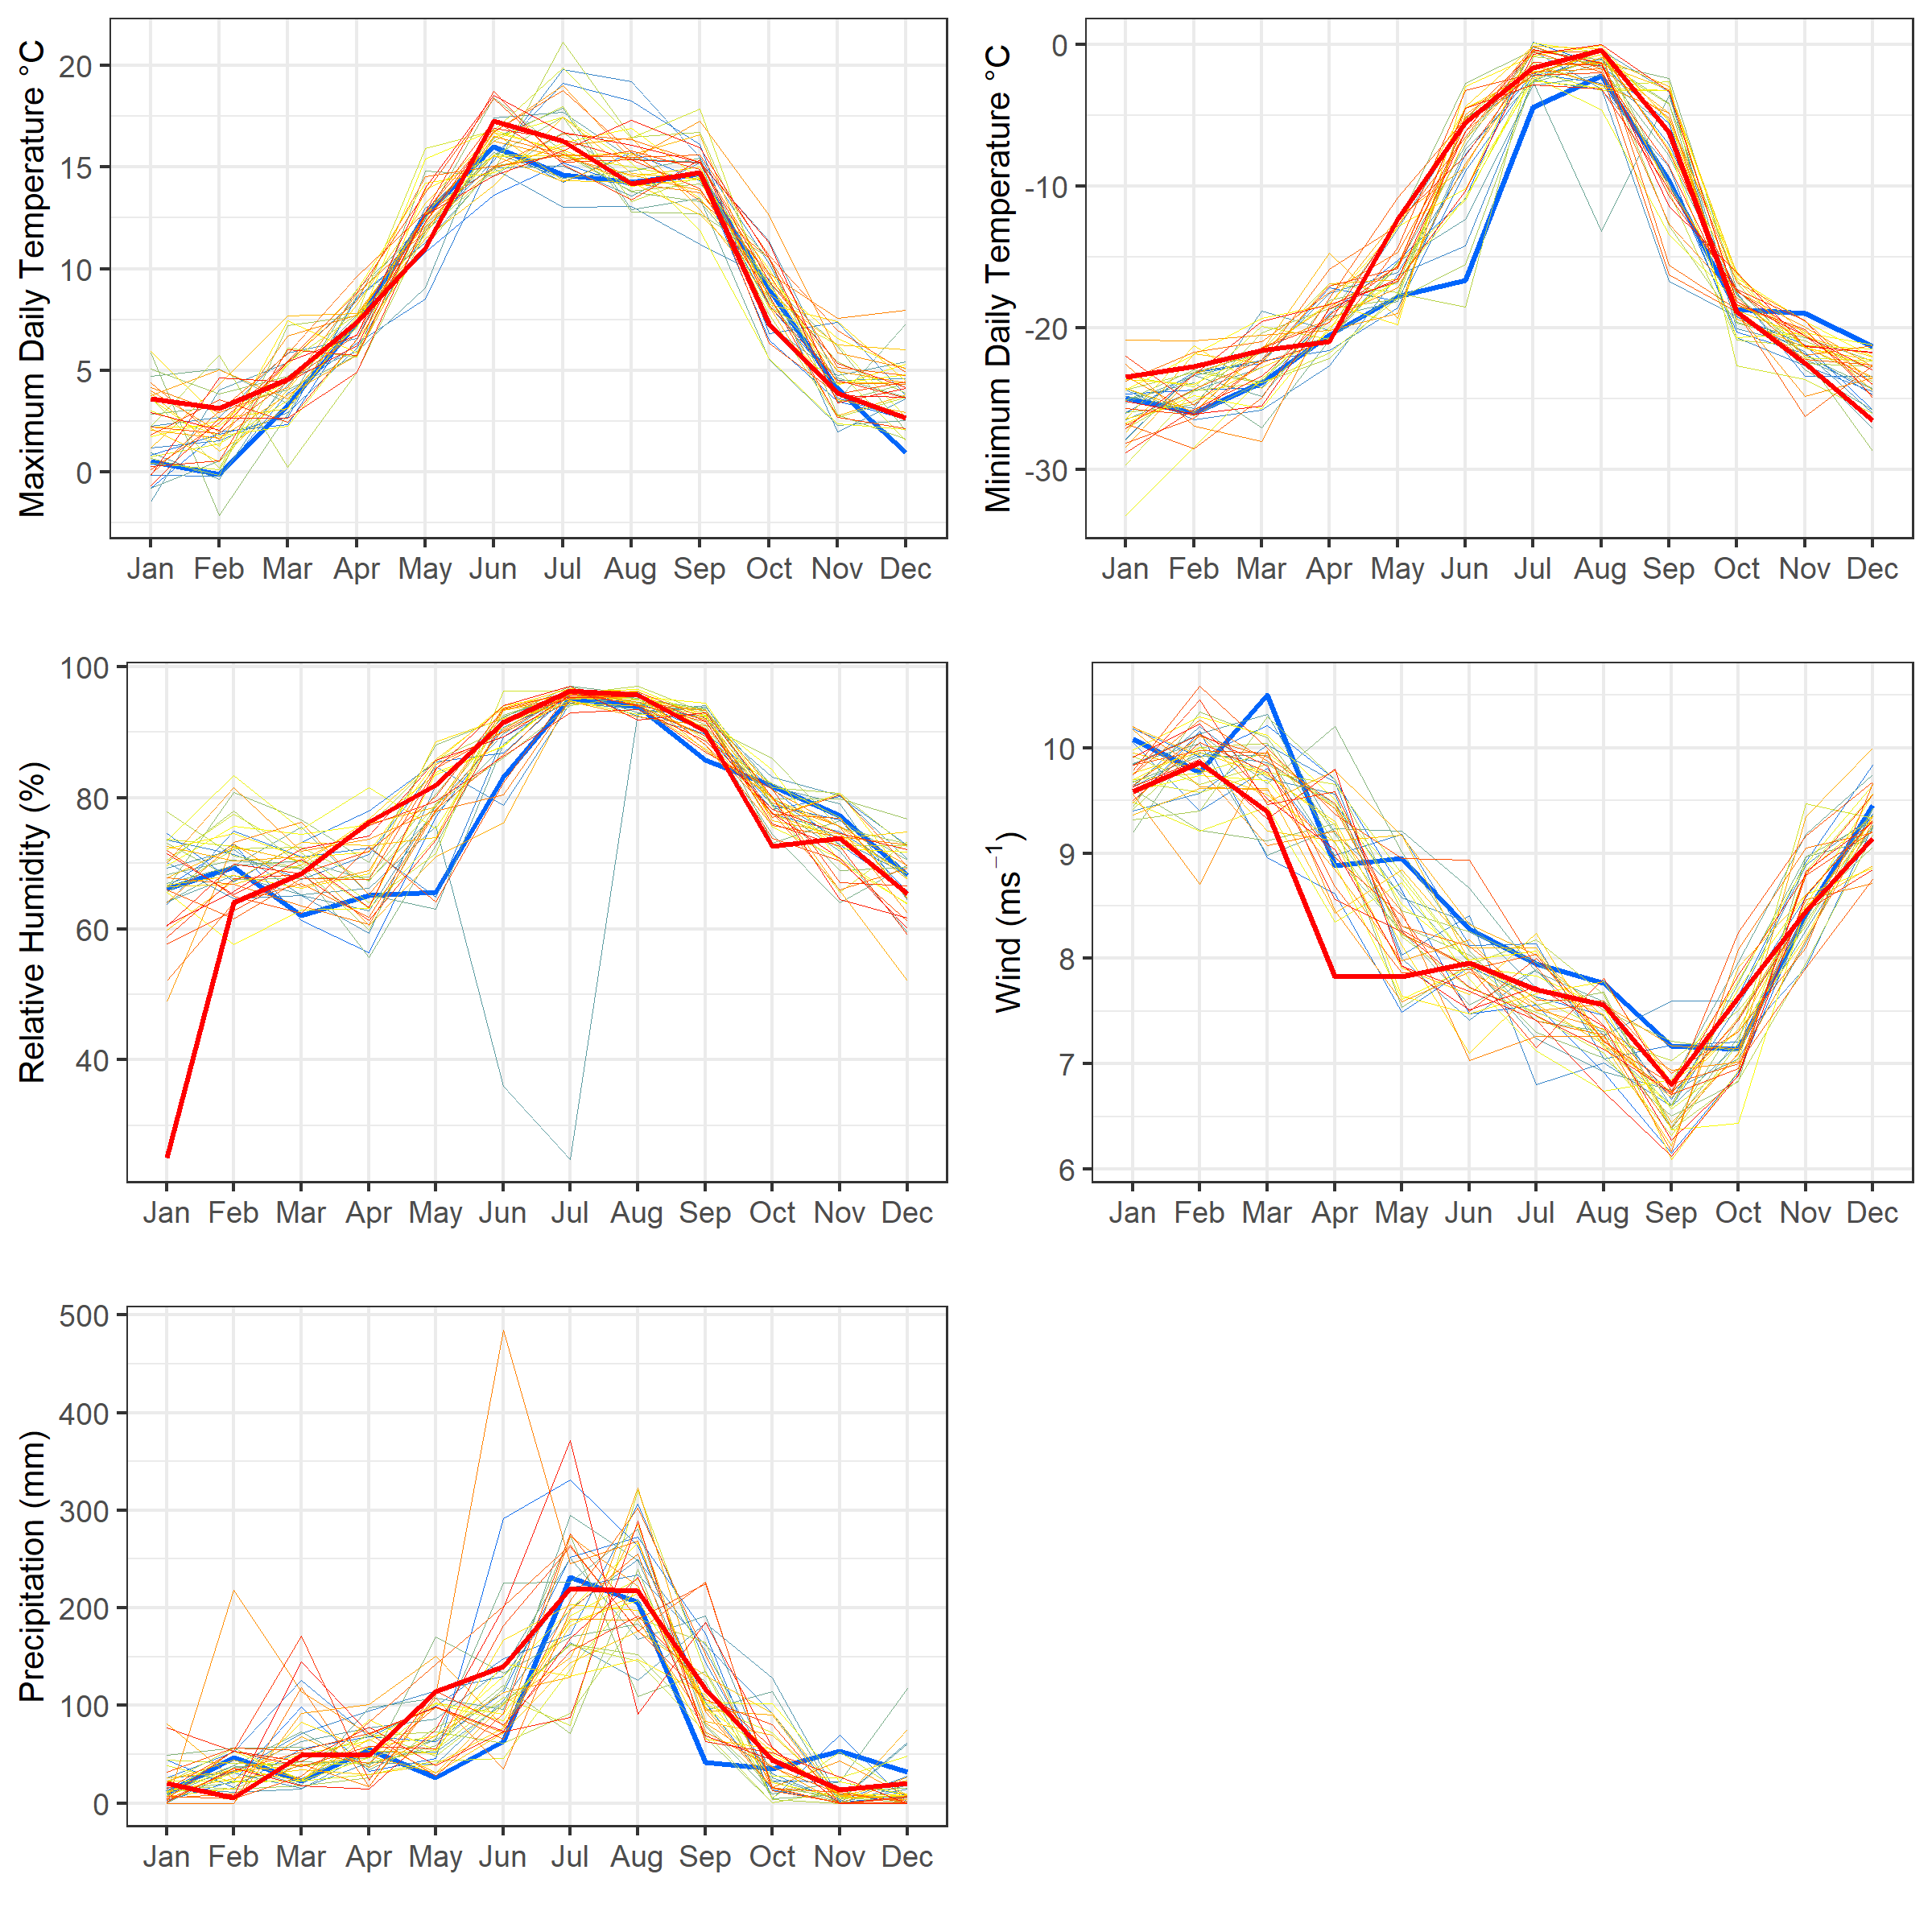 Maximum Daily Temperature °C
20
15
10
5
0
Jan Feb Mar Apr May Jun Jul Aug Sep Oct Nov Dec
Minimum Daily Temperature °C
0
-10
-20
-30
Jan Feb Mar Apr May Jun Jul Aug Sep Oct Nov Dec
Relative Humidity (%)
100
80
60
40
Jan Feb Mar Apr May Jun Jul Aug Sep Oct Nov Dec
Wind (ms⁻¹)
10
9
8
7
6
Jan Feb Mar Apr May Jun Jul Aug Sep Oct Nov Dec
Precipitation (mm)
500
400
300
200
100
0
Jan Feb Mar Apr May Jun Jul Aug Sep Oct Nov Dec